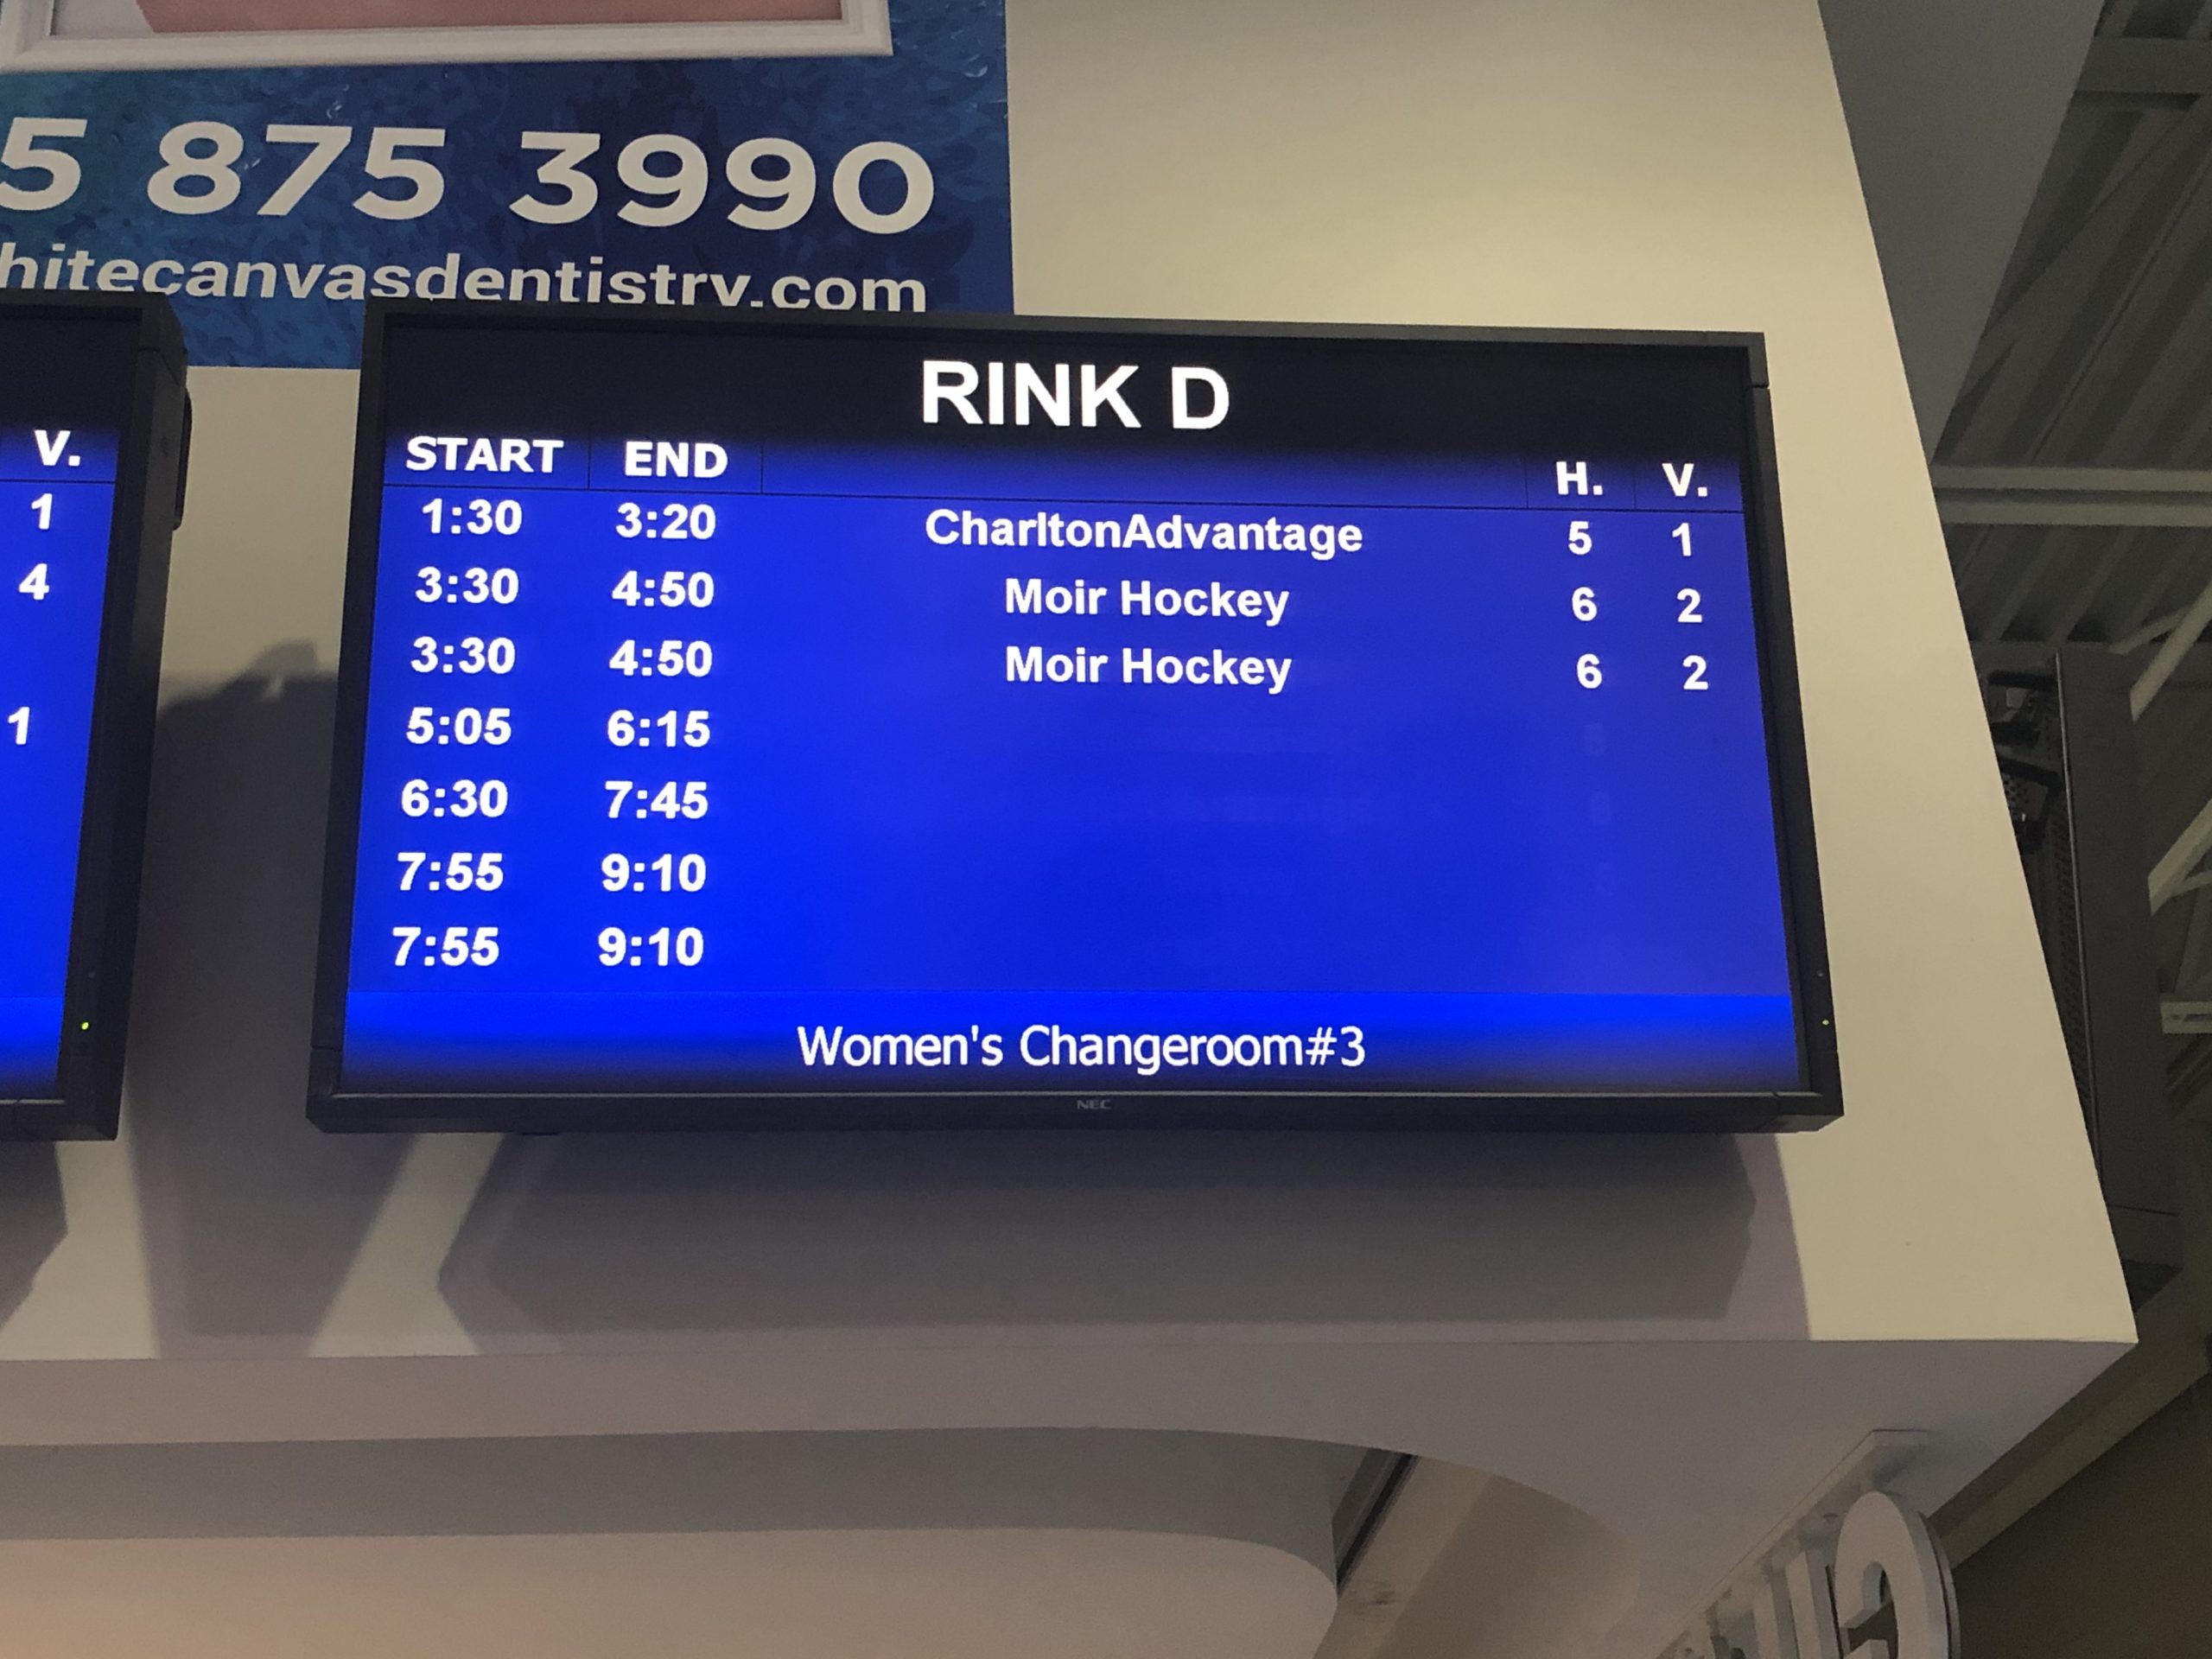 5 875 3990
hitecanvasdentistry.com
RINK D
START END H. V.
1:30 3:20 CharltonAdvantage 5 1
3:30 4:50 Moir Hockey 6 2
3:30 4:50 Moir Hockey 6 2
5:05 6:15
6:30 7:45
7:55 9:10
7:55 9:10
Women's Changeroom#3
NEC
V.
1
4
1